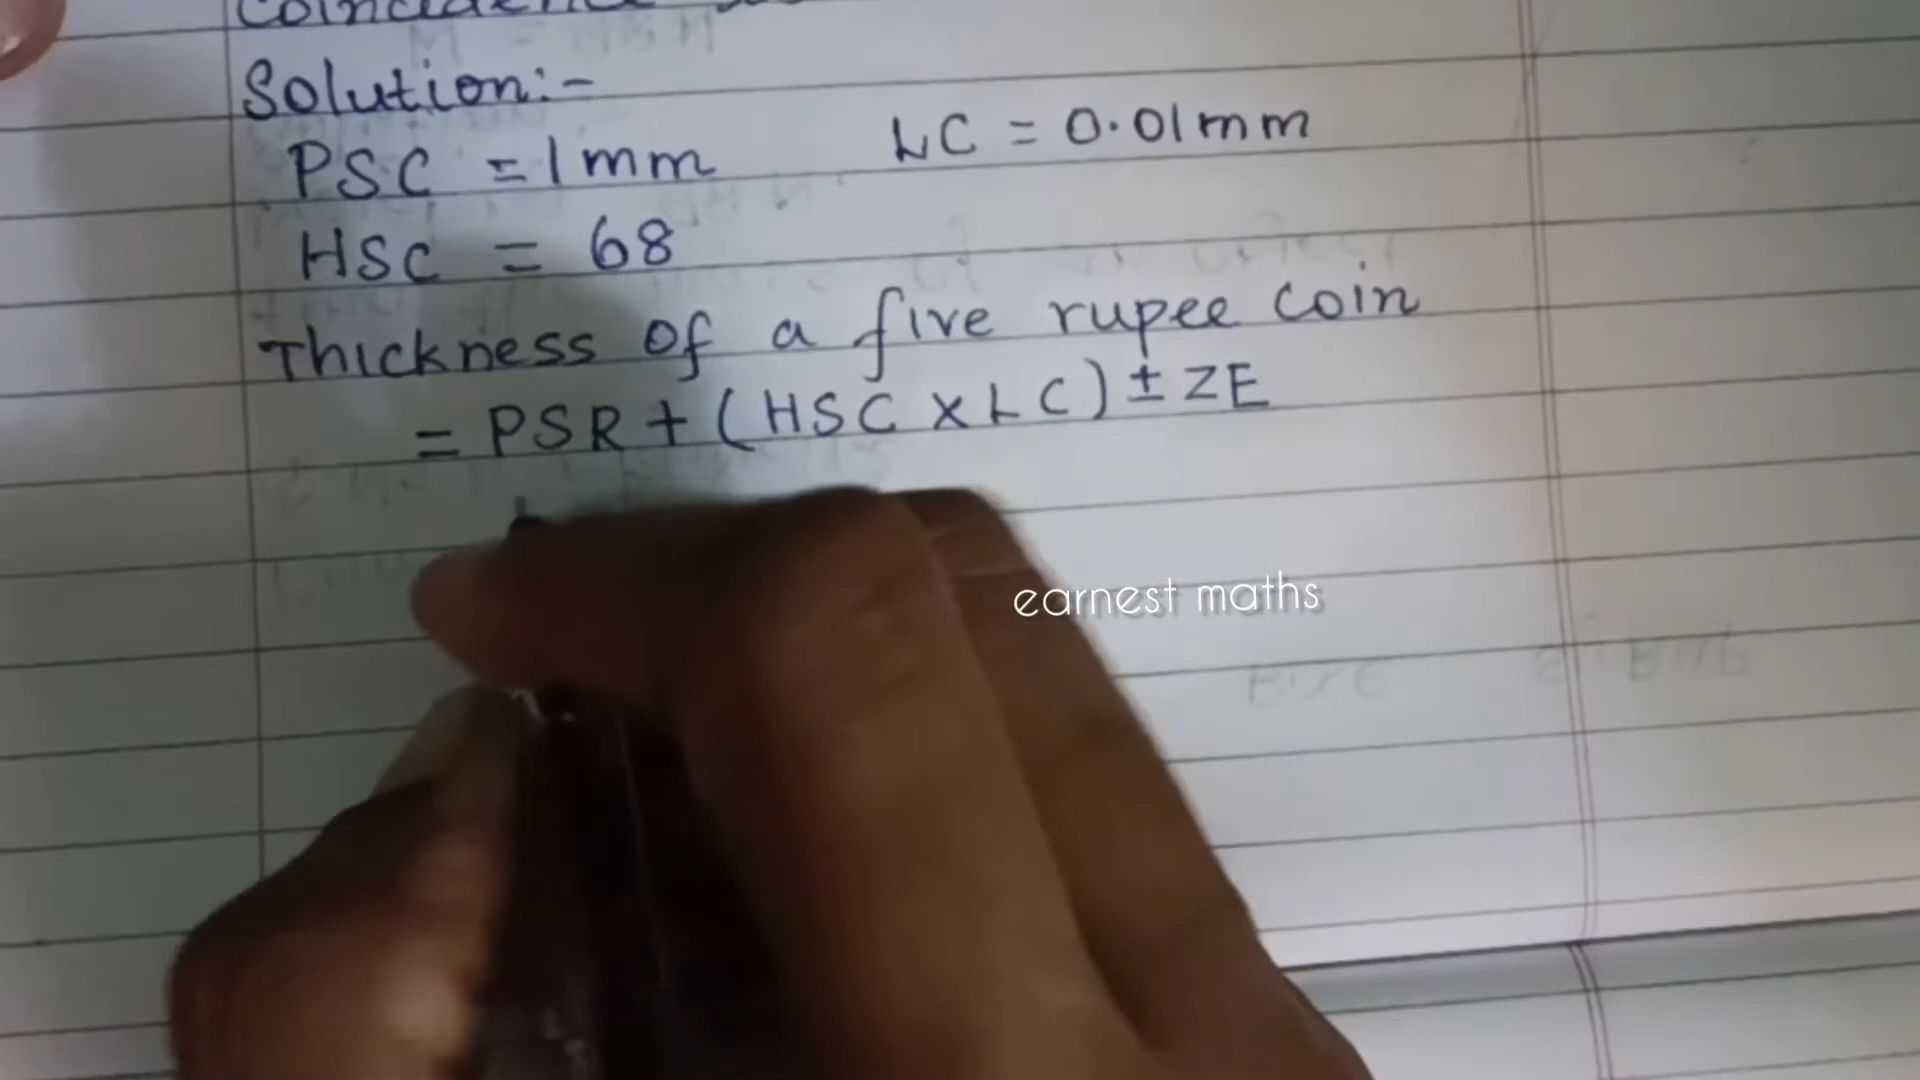 Coincidence
Solution:-
PSC = 1mm LC = 0.01mm
HSC = 68
Thickness of a five rupee coin
= PSR + (HSC X LC) ± ZE
earnest maths